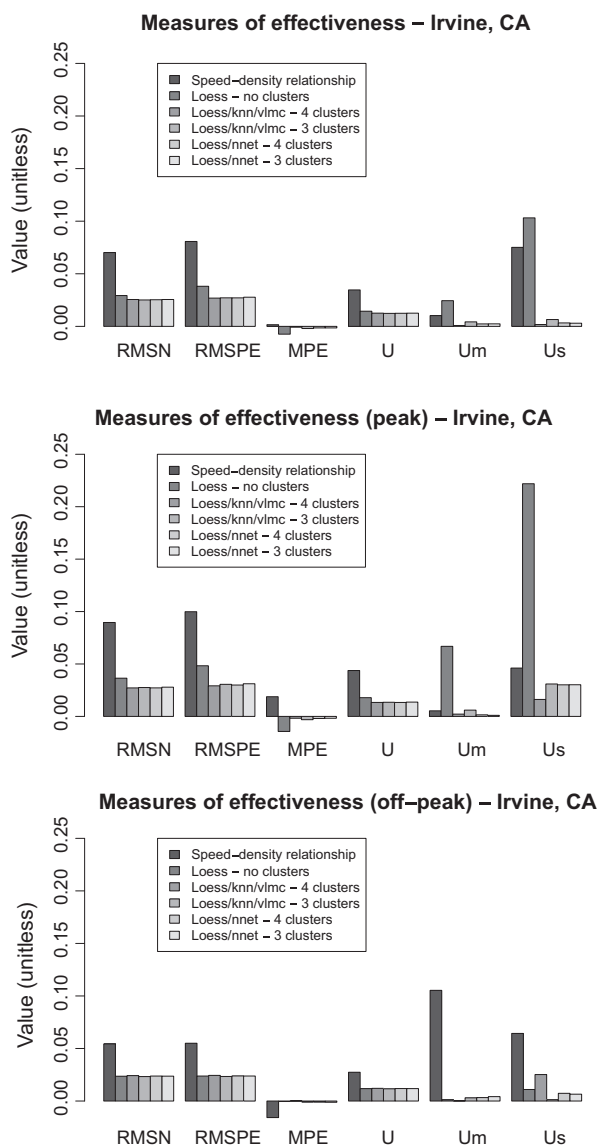 Measures of effectiveness – Irvine, CA
Value (unitless)
0.00 0.05 0.10 0.15 0.20 0.25
Speed–density relationship
Loess – no clusters
Loess/knn/vlmc – 4 clusters
Loess/knn/vlmc – 3 clusters
Loess/nnet – 4 clusters
Loess/nnet – 3 clusters
RMSN RMSPE MPE U Um Us
Measures of effectiveness (peak) – Irvine, CA
Value (unitless)
0.00 0.05 0.10 0.15 0.20 0.25
Speed–density relationship
Loess – no clusters
Loess/knn/vlmc – 4 clusters
Loess/knn/vlmc – 3 clusters
Loess/nnet – 4 clusters
Loess/nnet – 3 clusters
RMSN RMSPE MPE U Um Us
Measures of effectiveness (off–peak) – Irvine, CA
Value (unitless)
0.00 0.05 0.10 0.15 0.20 0.25
Speed–density relationship
Loess – no clusters
Loess/knn/vlmc – 4 clusters
Loess/knn/vlmc – 3 clusters
Loess/nnet – 4 clusters
Loess/nnet – 3 clusters
RMSN RMSPE MPE U Um Us